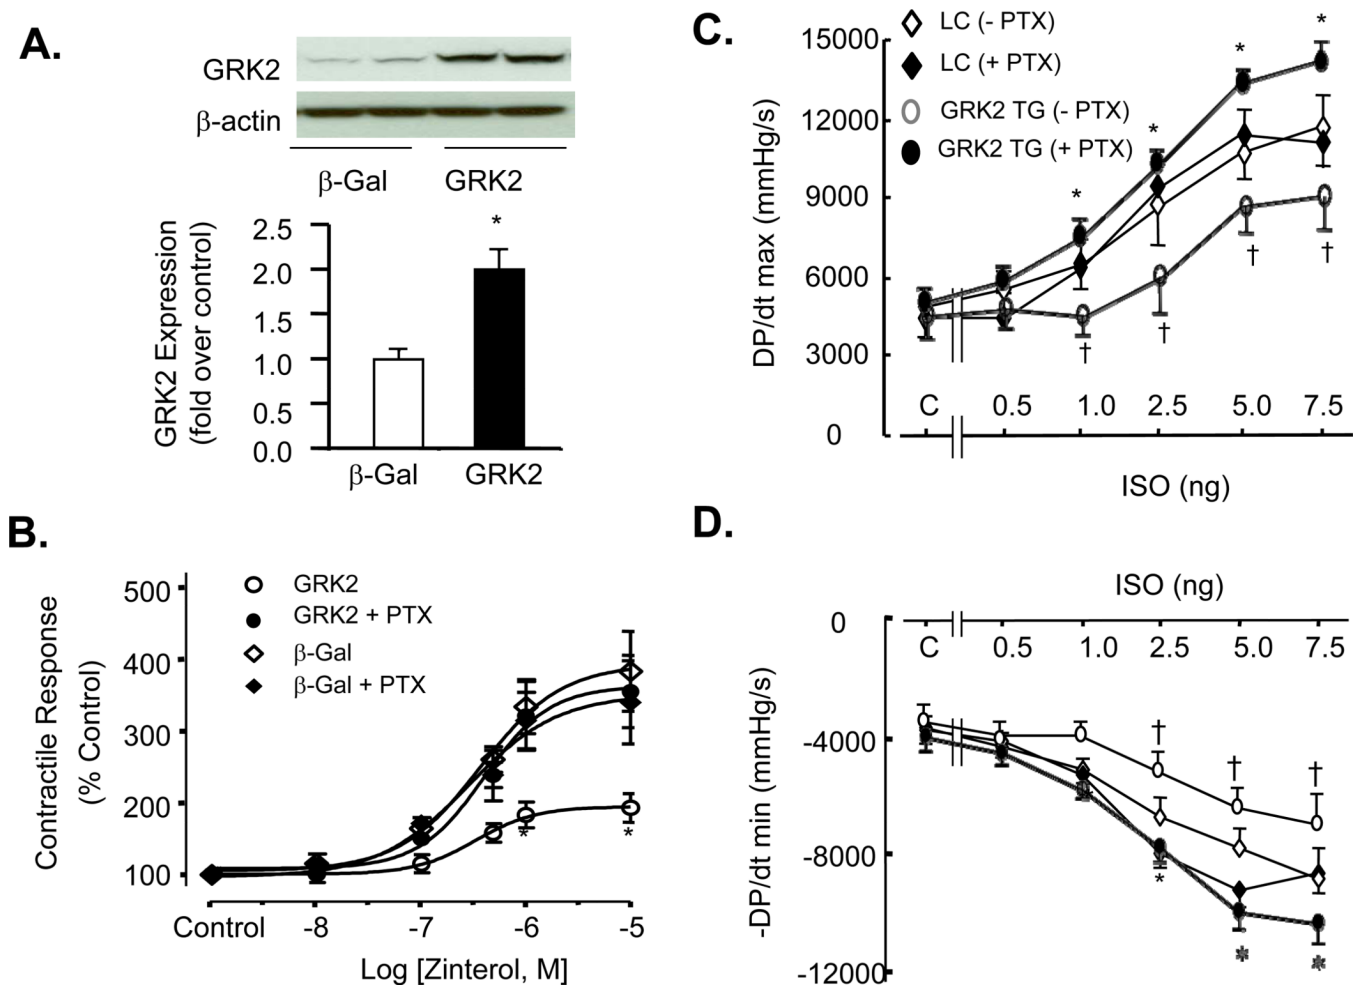 A.
GRK2
β-actin
β-Gal GRK2
GRK2 Expression
(fold over control)
2.5
2.0
1.5
1.0
0.5
0.0
*
β-Gal GRK2
B.
Contractile Response
(% Control)
500
400
300
200
100
GRK2
GRK2 + PTX
β-Gal
β-Gal + PTX
* *
Control -8 -7 -6 -5
Log [Zinterol, M]
C.
LC (- PTX)
LC (+ PTX)
GRK2 TG (- PTX)
GRK2 TG (+ PTX)
DP/dt max (mmHg/s)
15000
12000
9000
6000
3000
0
* * * * *
† † † †
C 0.5 1.0 2.5 5.0 7.5
ISO (ng)
D.
ISO (ng)
C 0.5 1.0 2.5 5.0 7.5
-DP/dt min (mmHg/s)
0
-4000
-8000
-12000
† † †
* * * *